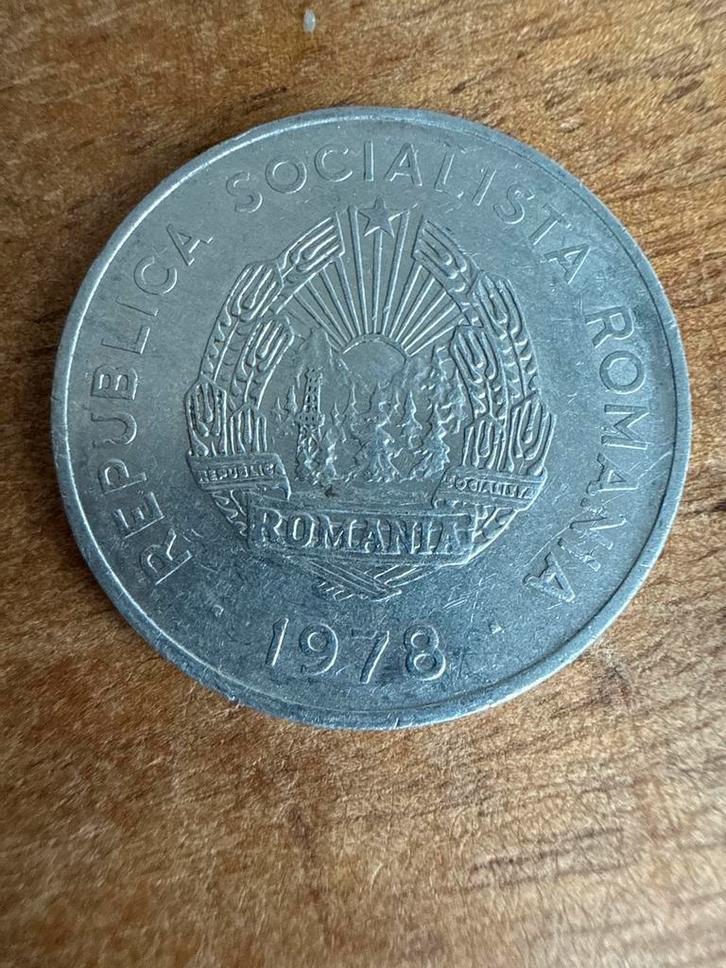 REPUBLICA SOCIALISTA ROMANIA
REPUBLICA
SOCIALISTA
ROMANIA
1978